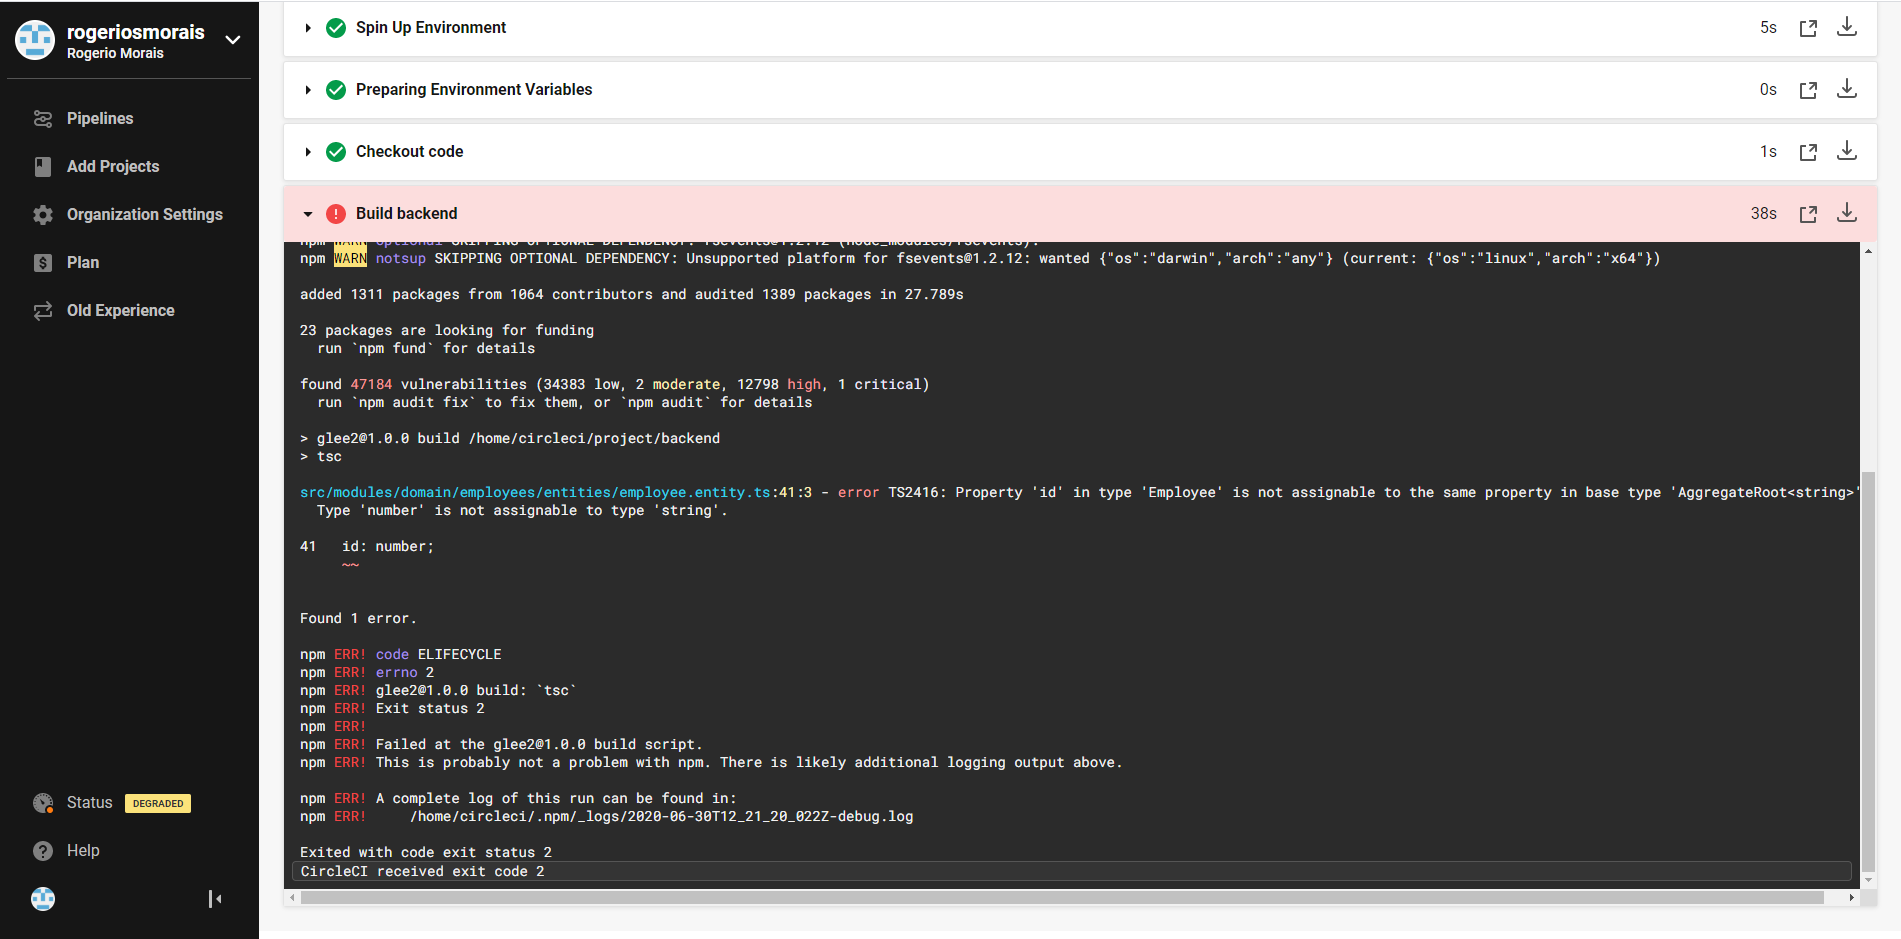 rogeriosmorais
Rogerio Morais
Pipelines
Add Projects
Organization Settings
Plan
Old Experience
Status DEGRADED
Help
Spin Up Environment 5s
Preparing Environment Variables 0s
Checkout code 1s
Build backend 38s
npm WARN optional SKIPPING OPTIONAL DEPENDENCY: fsevents@1.2.12 (node_modules/fsevents):
npm WARN notsup SKIPPING OPTIONAL DEPENDENCY: Unsupported platform for fsevents@1.2.12: wanted {"os":"darwin","arch":"any"} (current: {"os":"linux","arch":"x64"})
added 1311 packages from 1064 contributors and audited 1389 packages in 27.789s
23 packages are looking for funding
run `npm fund` for details
found 47184 vulnerabilities (34383 low, 2 moderate, 12798 high, 1 critical)
run `npm audit fix` to fix them, or `npm audit` for details
> glee2@1.0.0 build /home/circleci/project/backend
> tsc
src/modules/domain/employees/entities/employee.entity.ts:41:3 - error TS2416: Property 'id' in type 'Employee' is not assignable to the same property in base type 'AggregateRoot<string>'
Type 'number' is not assignable to type 'string'.
41 id: number;
~~
Found 1 error.
npm ERR! code ELIFECYCLE
npm ERR! errno 2
npm ERR! glee2@1.0.0 build: `tsc`
npm ERR! Exit status 2
npm ERR!
npm ERR! Failed at the glee2@1.0.0 build script.
npm ERR! This is probably not a problem with npm. There is likely additional logging output above.
npm ERR! A complete log of this run can be found in:
npm ERR! /home/circleci/.npm/_logs/2020-06-30T12_21_20_022Z-debug.log
Exited with code exit status 2
CircleCI received exit code 2